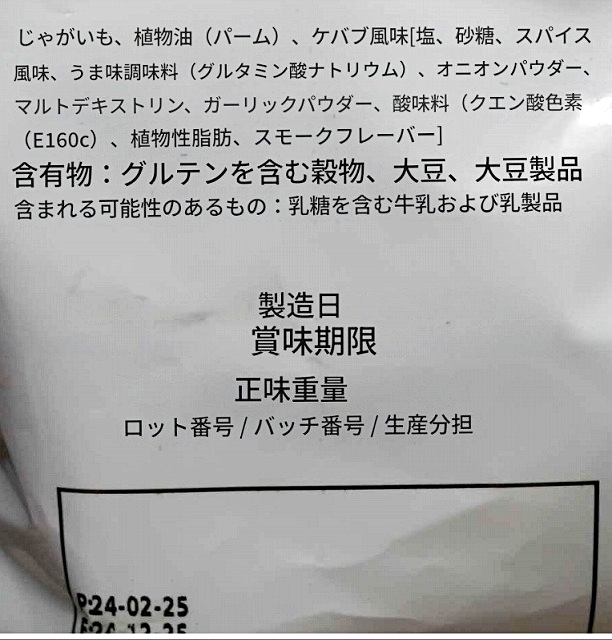 じゃがいも、植物油（パーム）、ケバブ風味[塩、砂糖、スパイス
風味、うま味調味料（グルタミン酸ナトリウム）、オニオンパウダー、
マルトデキストリン、ガーリックパウダー、酸味料（クエン酸色素
（E160c）、植物性脂肪、スモークフレーバー]
含有物：グルテンを含む穀物、大豆、大豆製品
含まれる可能性のあるもの：乳糖を含む牛乳および乳製品
製造日
賞味期限
正味重量
ロット番号 / バッチ番号 / 生産分担
P:24-02-25